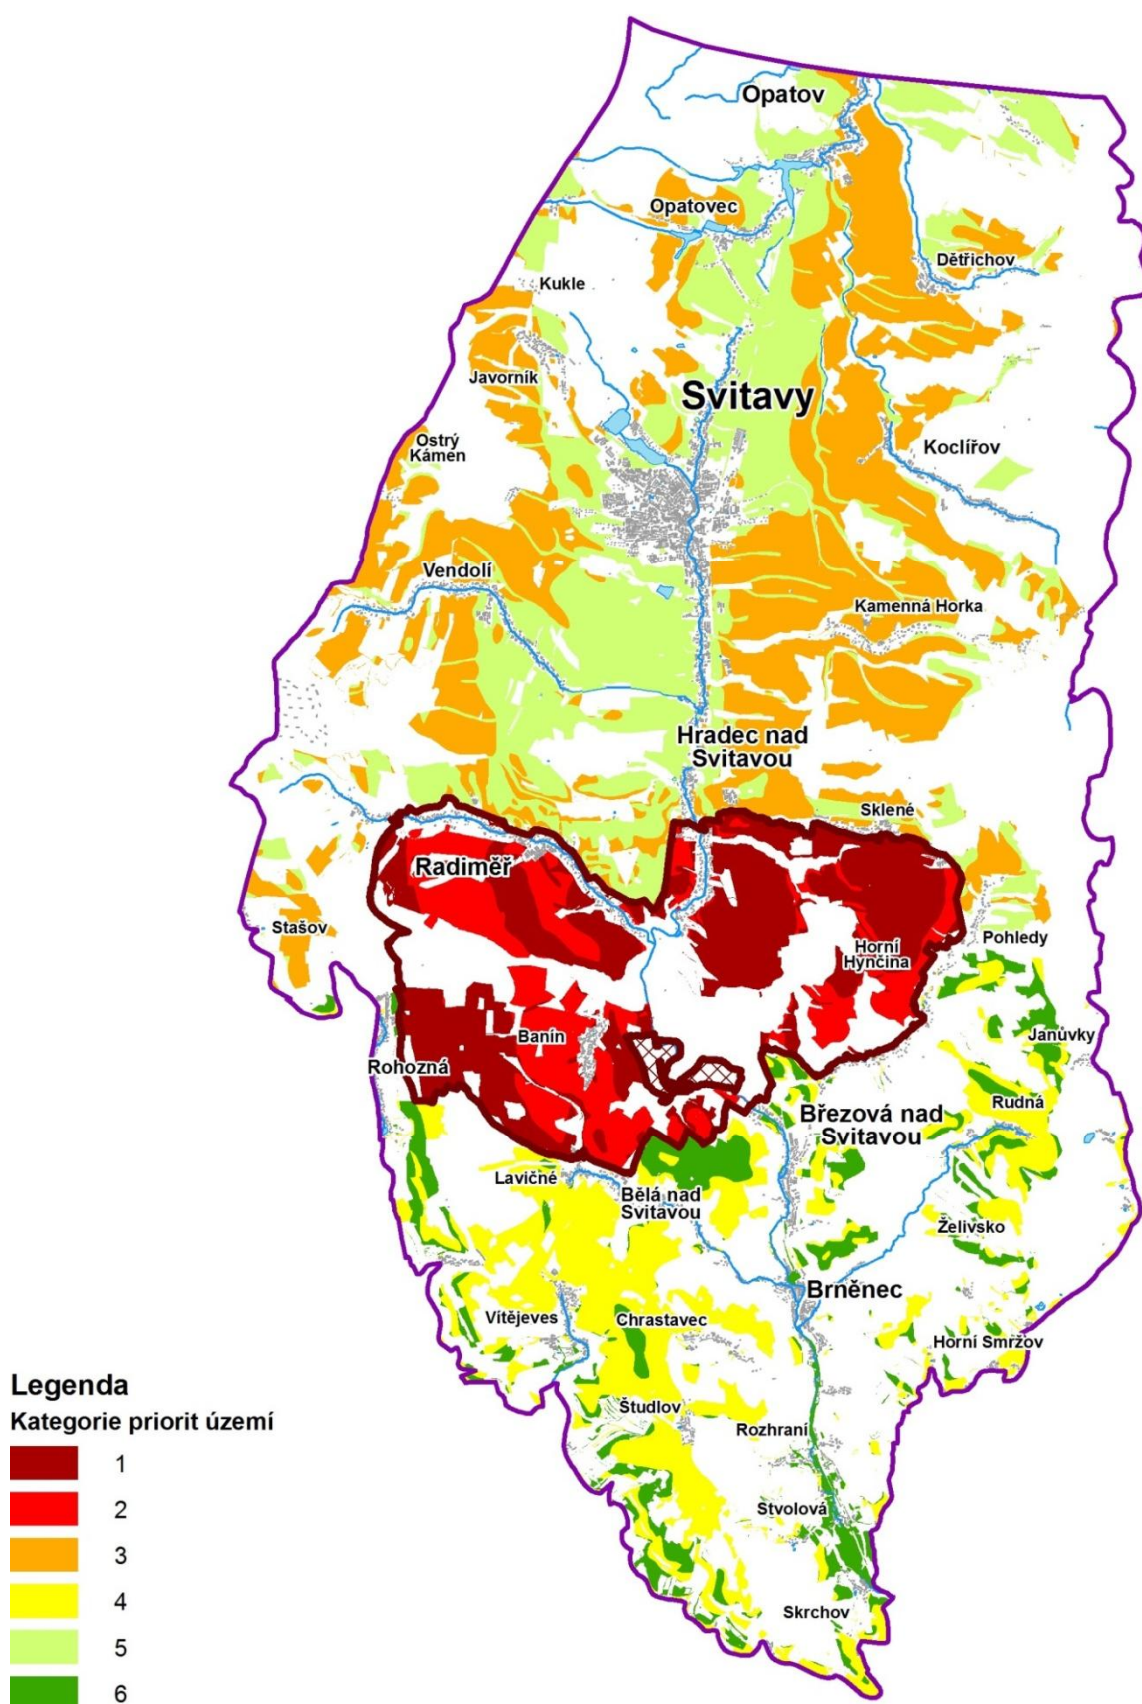 Opatov
Opatovec
Dětřichov
Kukle
Javorník
Svitavy
Ostrý
Kámen
Koclířov
Vendolí
Kamenná Horka
Hradec nad
Svitavou
Sklené
Radiměř
Stašov
Horní
Hynčina
Pohledy
Banín
Janůvky
Rohozná
Rudná
Březová nad
Svitavou
Lavičné
Bělá nad
Svitavou
Želivsko
Brněnec
Vítějeves
Chrastavec
Horní Smržov
Študlov
Rozhraní
Stvolová
Skrchov
Legenda
Kategorie priorit území
1
2
3
4
5
6